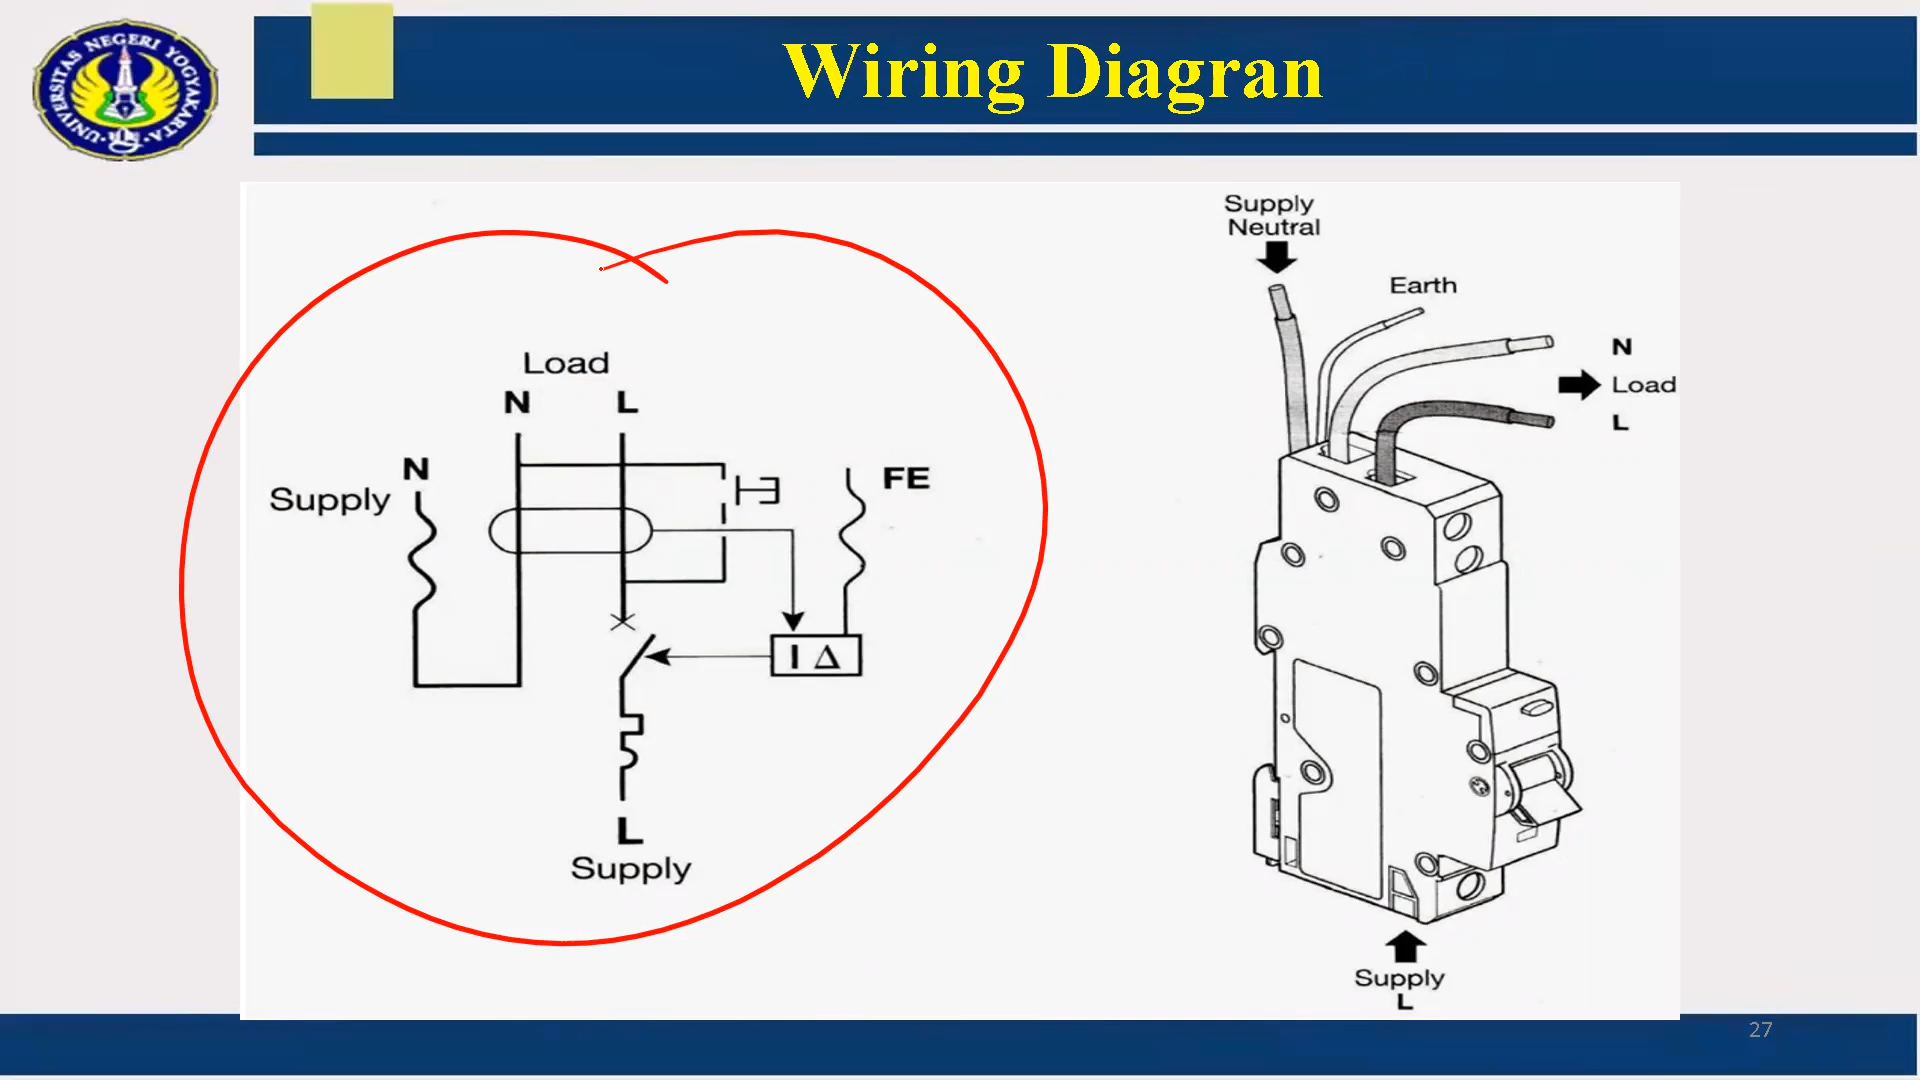 UNIVERSITAS NEGERI YOGYAKARTA
Wiring Diagran
Load
N L
N
Supply
FE
I Δ
L
Supply
Supply
Neutral
Earth
N
Load
L
Supply
L
27